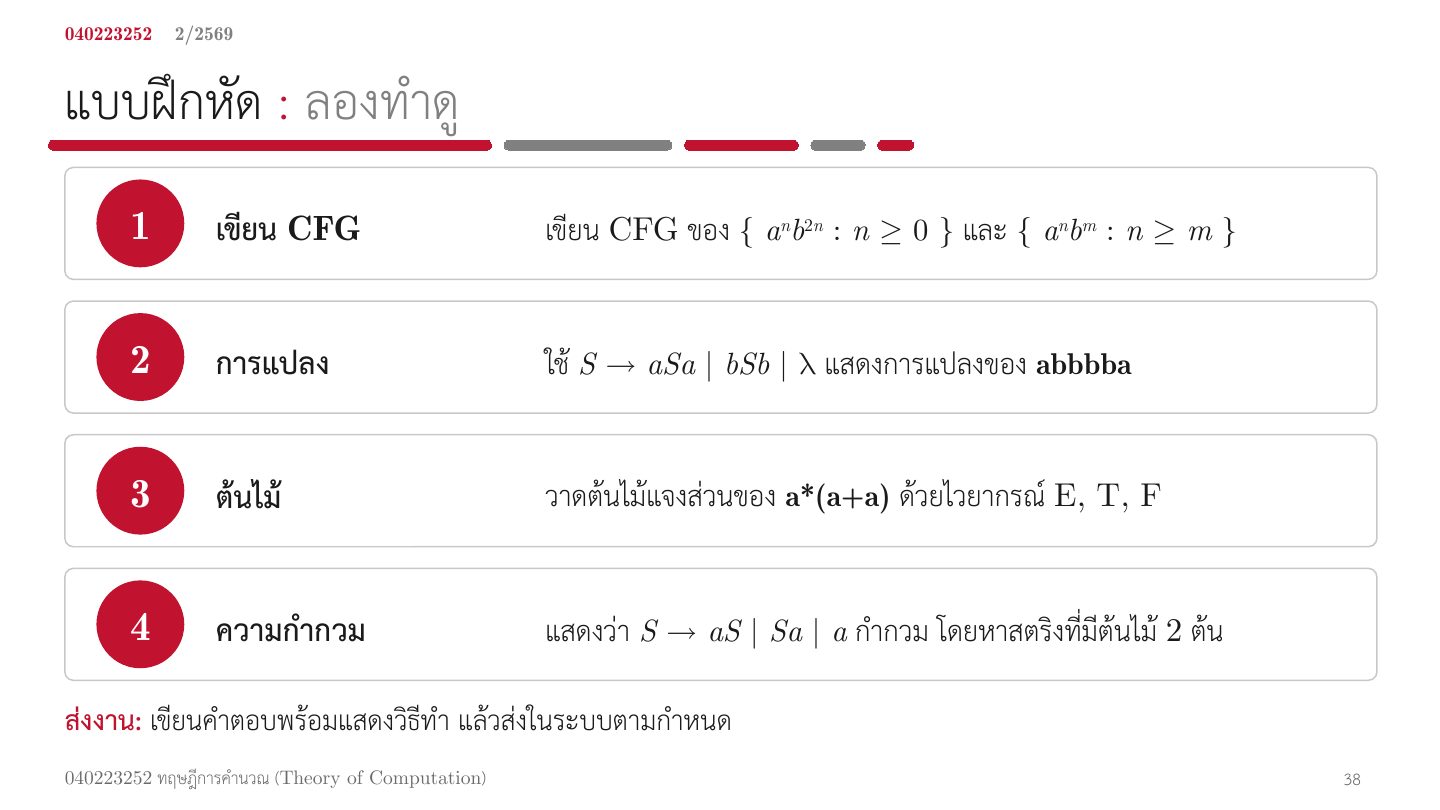 040223252 2/2569
แบบฝึกหัด : ลองทำดู
1 เขียน CFG เขียน CFG ของ { aⁿb²ⁿ : n ≥ 0 } และ { aⁿbᵐ : n ≥ m }
2 การแปลง ใช้ S → aSa | bSb | λ แสดงการแปลงของ abbbba
3 ต้นไม้ วาดต้นไม้แจงส่วนของ a*(a+a) ด้วยไวยากรณ์ E, T, F
4 ความกำกวม แสดงว่า S → aS | Sa | a กำกวม โดยหาสตริงที่มีต้นไม้ 2 ต้น
ส่งงาน: เขียนคำตอบพร้อมแสดงวิธีทำ แล้วส่งในระบบตามกำหนด
040223252 ทฤษฎีการคำนวณ (Theory of Computation) 38